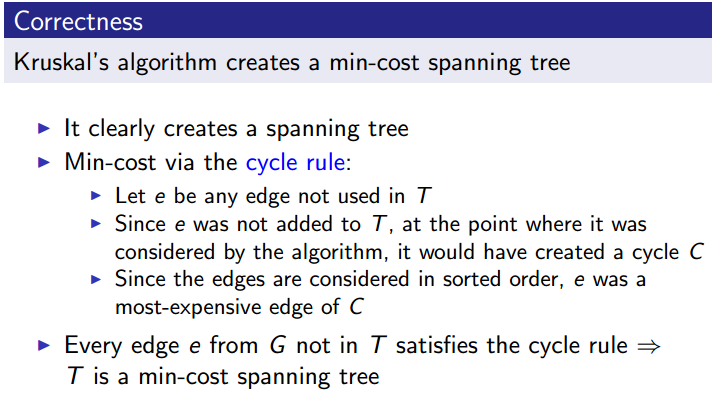 Correctness
Kruskal's algorithm creates a min-cost spanning tree
▶ It clearly creates a spanning tree
▶ Min-cost via the cycle rule:
▶ Let e be any edge not used in T
▶ Since e was not added to T, at the point where it was
considered by the algorithm, it would have created a cycle C
▶ Since the edges are considered in sorted order, e was a
most-expensive edge of C
▶ Every edge e from G not in T satisfies the cycle rule ⇒
T is a min-cost spanning tree